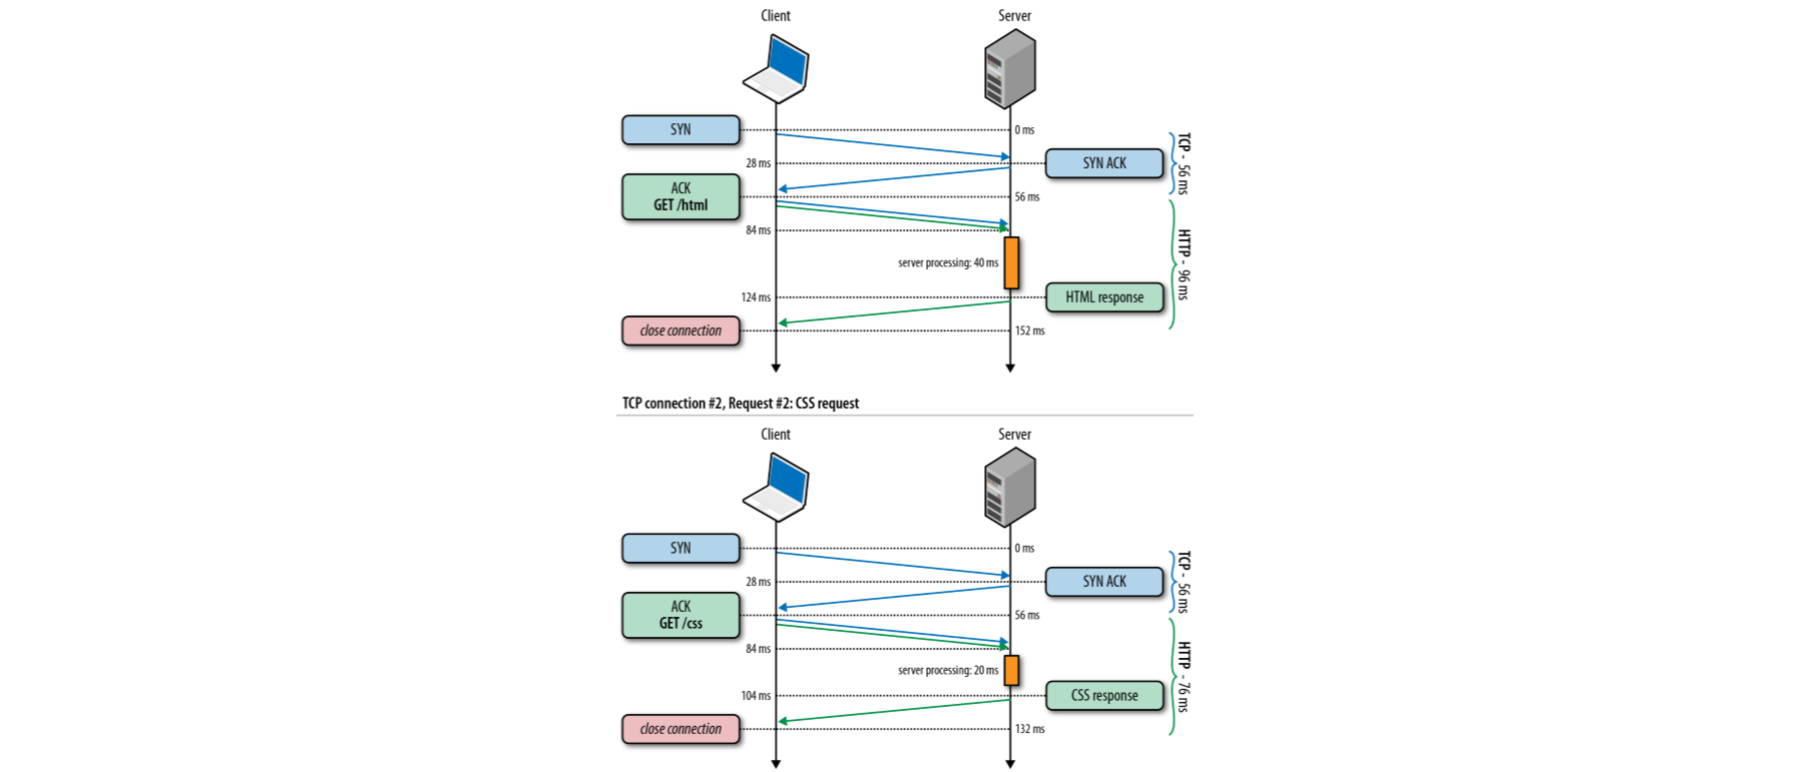 Client
Server
SYN
0 ms
28 ms
SYN ACK
TCP - 56 ms
ACK
GET /html
56 ms
84 ms
server processing: 40 ms
HTTP - 96 ms
124 ms
HTML response
close connection
152 ms
TCP connection #2, Request #2: CSS request
Client
Server
SYN
0 ms
28 ms
SYN ACK
TCP - 56 ms
ACK
GET /css
56 ms
84 ms
server processing: 20 ms
HTTP - 76 ms
104 ms
CSS response
close connection
132 ms